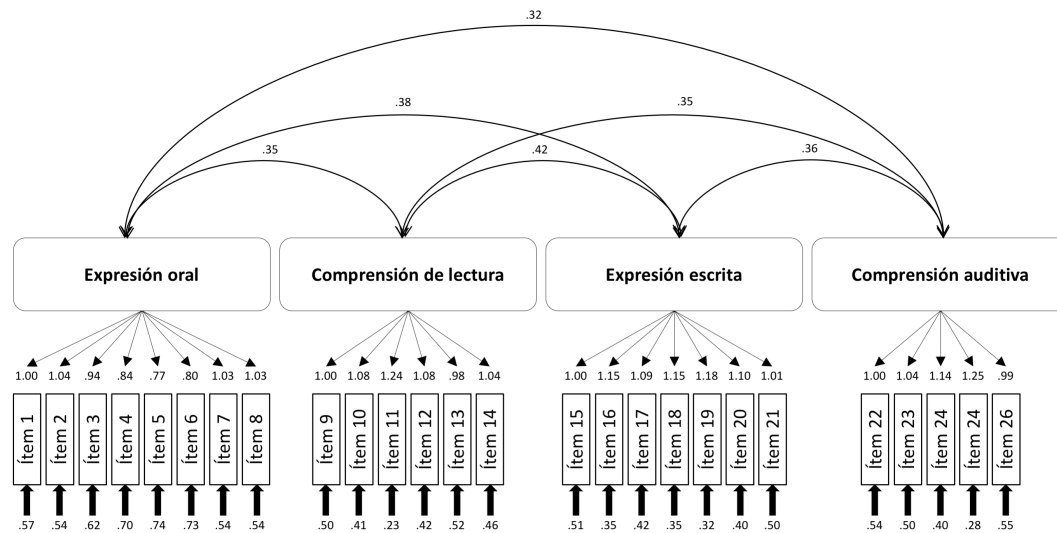 .32
.38 .35
.35 .42 .36
Expresión oral Comprensión de lectura Expresión escrita Comprensión auditiva
1.00 1.04 .94 .84 .77 .80 1.03 1.03 1.00 1.08 1.24 1.08 .98 1.04 1.00 1.15 1.09 1.15 1.18 1.10 1.01 1.00 1.04 1.14 1.25 .99
Ítem 1 Ítem 2 Ítem 3 Ítem 4 Ítem 5 Ítem 6 Ítem 7 Ítem 8 Ítem 9 Ítem 10 Ítem 11 Ítem 12 Ítem 13 Ítem 14 Ítem 15 Ítem 16 Ítem 17 Ítem 18 Ítem 19 Ítem 20 Ítem 21 Ítem 22 Ítem 23 Ítem 24 Ítem 24 Ítem 26
.57 .54 .62 .70 .74 .73 .54 .54 .50 .41 .23 .42 .52 .46 .51 .35 .42 .35 .32 .40 .50 .54 .50 .40 .28 .55